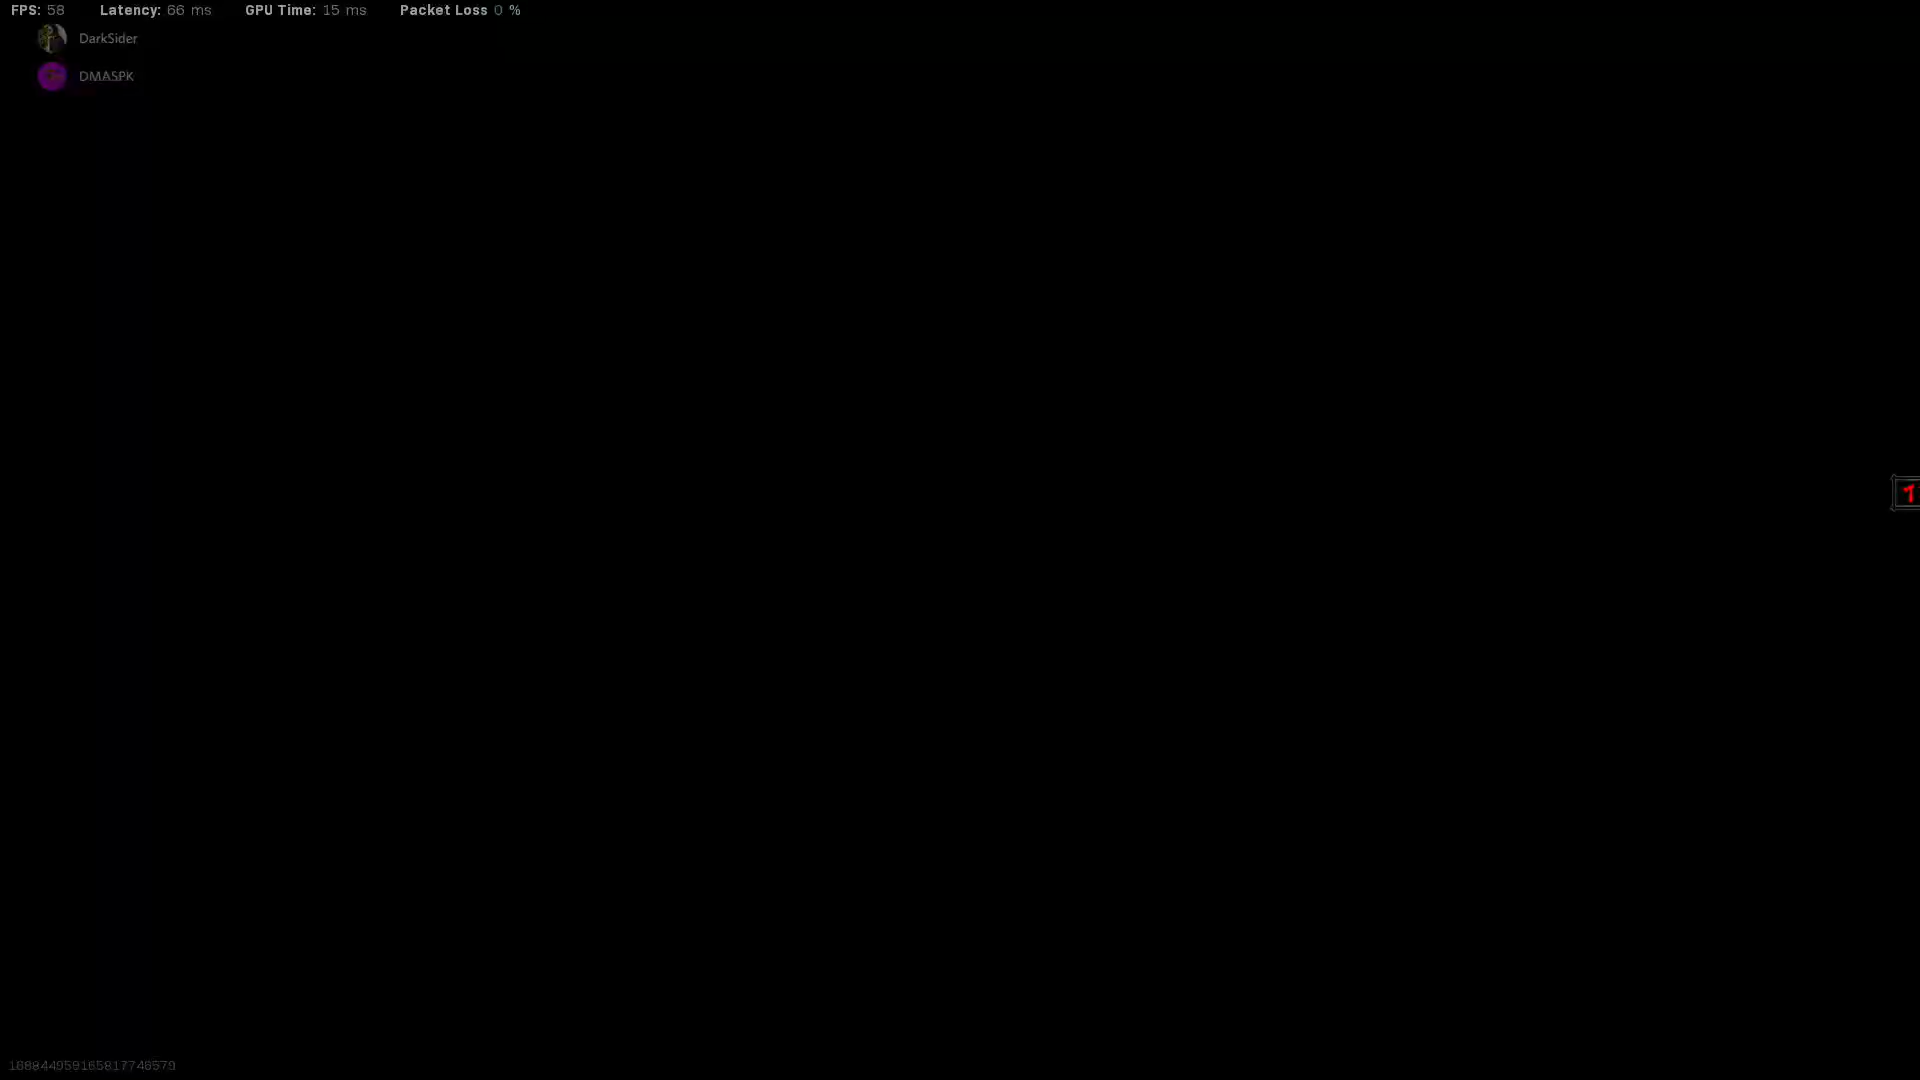 FPS: 58 Latency: 66 ms GPU Time: 15 ms Packet Loss 0 %
DarkSider
DMASPK